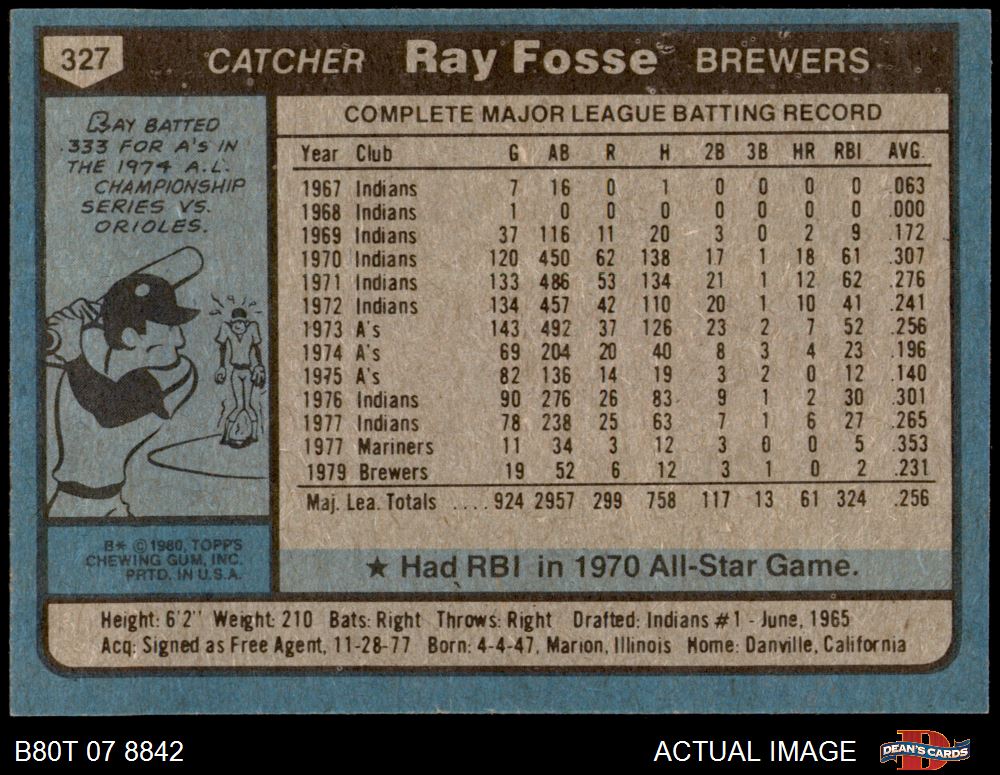 327 CATCHER Ray Fosse BREWERS
RAY BATTED
.333 FOR A'S IN
THE 1974 A.L.
CHAMPIONSHIP
SERIES VS.
ORIOLES.
COMPLETE MAJOR LEAGUE BATTING RECORD
Year Club G AB R H 2B 3B HR RBI AVG.
1967 Indians 7 16 0 1 0 0 0 0 .063
1968 Indians 1 0 0 0 0 0 0 0 .000
1969 Indians 37 116 11 20 3 0 2 9 .172
1970 Indians 120 450 62 138 17 1 18 61 .307
1971 Indians 133 486 53 134 21 1 12 62 .276
1972 Indians 134 457 42 110 20 1 10 41 .241
1973 A's 143 492 37 126 23 2 7 52 .256
1974 A's 69 204 20 40 8 3 4 23 .196
1975 A's 82 136 14 19 3 2 0 12 .140
1976 Indians 90 276 26 83 9 1 2 30 .301
1977 Indians 78 238 25 63 7 1 6 27 .265
1977 Mariners 11 34 3 12 3 0 0 5 .353
1979 Brewers 19 52 6 12 3 1 0 2 .231
Maj. Lea. Totals .... 924 2957 299 758 117 13 61 324 .256
B* © 1980, TOPPS
CHEWING GUM, INC.
PRTD. IN U.S.A.
★ Had RBI in 1970 All-Star Game.
Height: 6'2" Weight: 210 Bats: Right Throws: Right Drafted: Indians #1 - June, 1965
Acq: Signed as Free Agent, 11-28-77 Born: 4-4-47, Marion, Illinois Home: Danville, California
B80T 07 8842 ACTUAL IMAGE DEAN'S CARDS